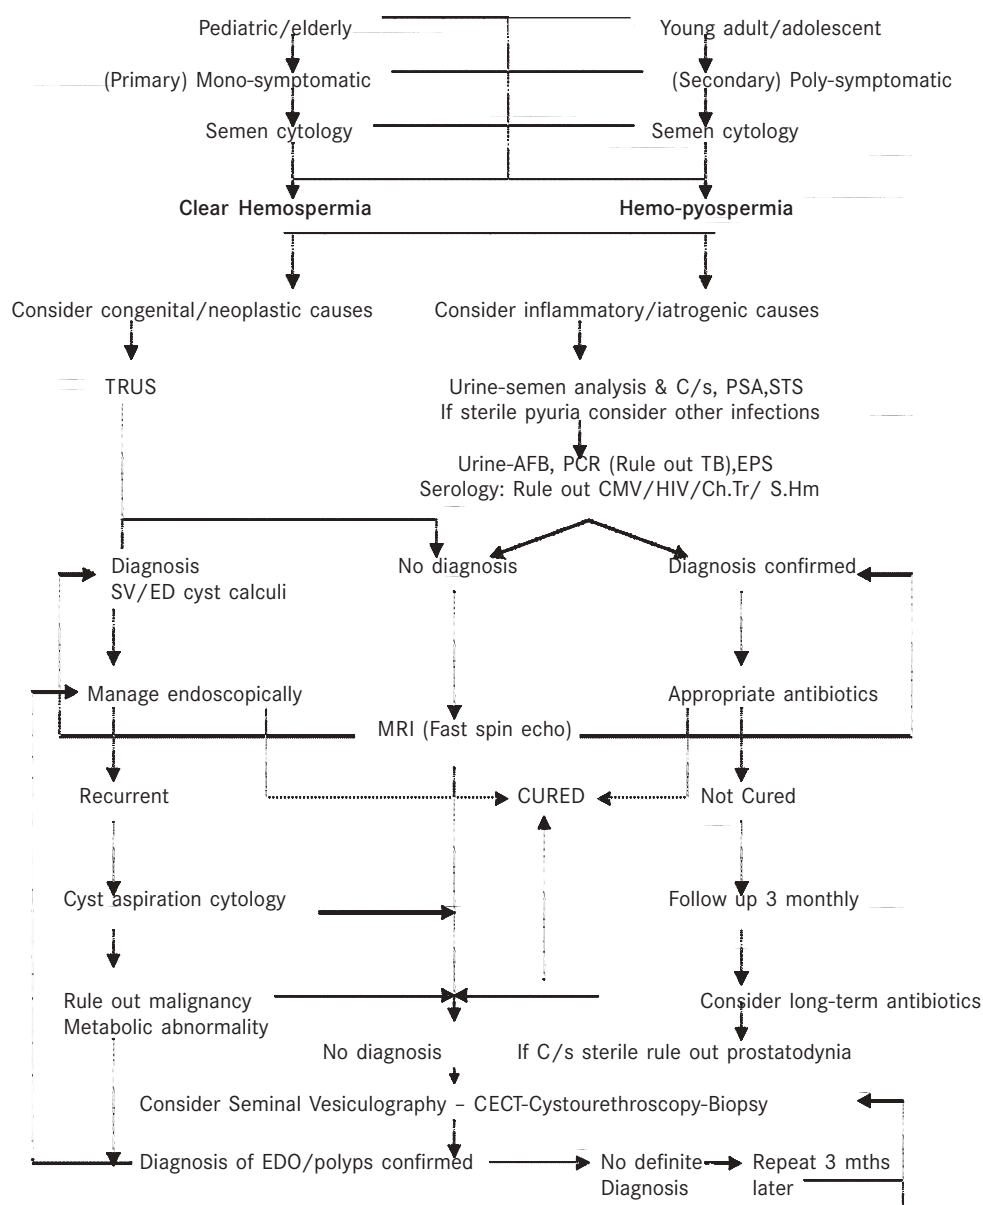 Pediatric/elderly
Young adult/adolescent
(Primary) Mono-symptomatic
(Secondary) Poly-symptomatic
Semen cytology
Semen cytology
Clear Hemospermia
Hemo-pyospermia
Consider congenital/neoplastic causes
Consider inflammatory/iatrogenic causes
TRUS
Urine-semen analysis & C/s, PSA,STS
If sterile pyuria consider other infections
Urine-AFB, PCR (Rule out TB),EPS
Serology: Rule out CMV/HIV/Ch.Tr/ S.Hm
Diagnosis
SV/ED cyst calculi
No diagnosis
Diagnosis confirmed
Manage endoscopically
Appropriate antibiotics
MRI (Fast spin echo)
Recurrent
CURED
Not Cured
Cyst aspiration cytology
Follow up 3 monthly
Rule out malignancy
Metabolic abnormality
Consider long-term antibiotics
No diagnosis
If C/s sterile rule out prostatodynia
Consider Seminal Vesiculography – CECT-Cystourethroscopy-Biopsy
Diagnosis of EDO/polyps confirmed
No definite
Diagnosis
Repeat 3 mths
later